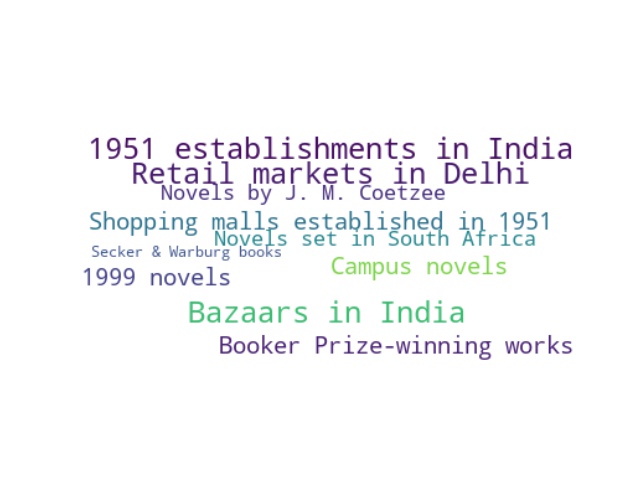 1951 establishments in India
Retail markets in Delhi
Novels by J. M. Coetzee
Shopping malls established in 1951
Novels set in South Africa
Secker & Warburg books
Campus novels
1999 novels
Bazaars in India
Booker Prize-winning works